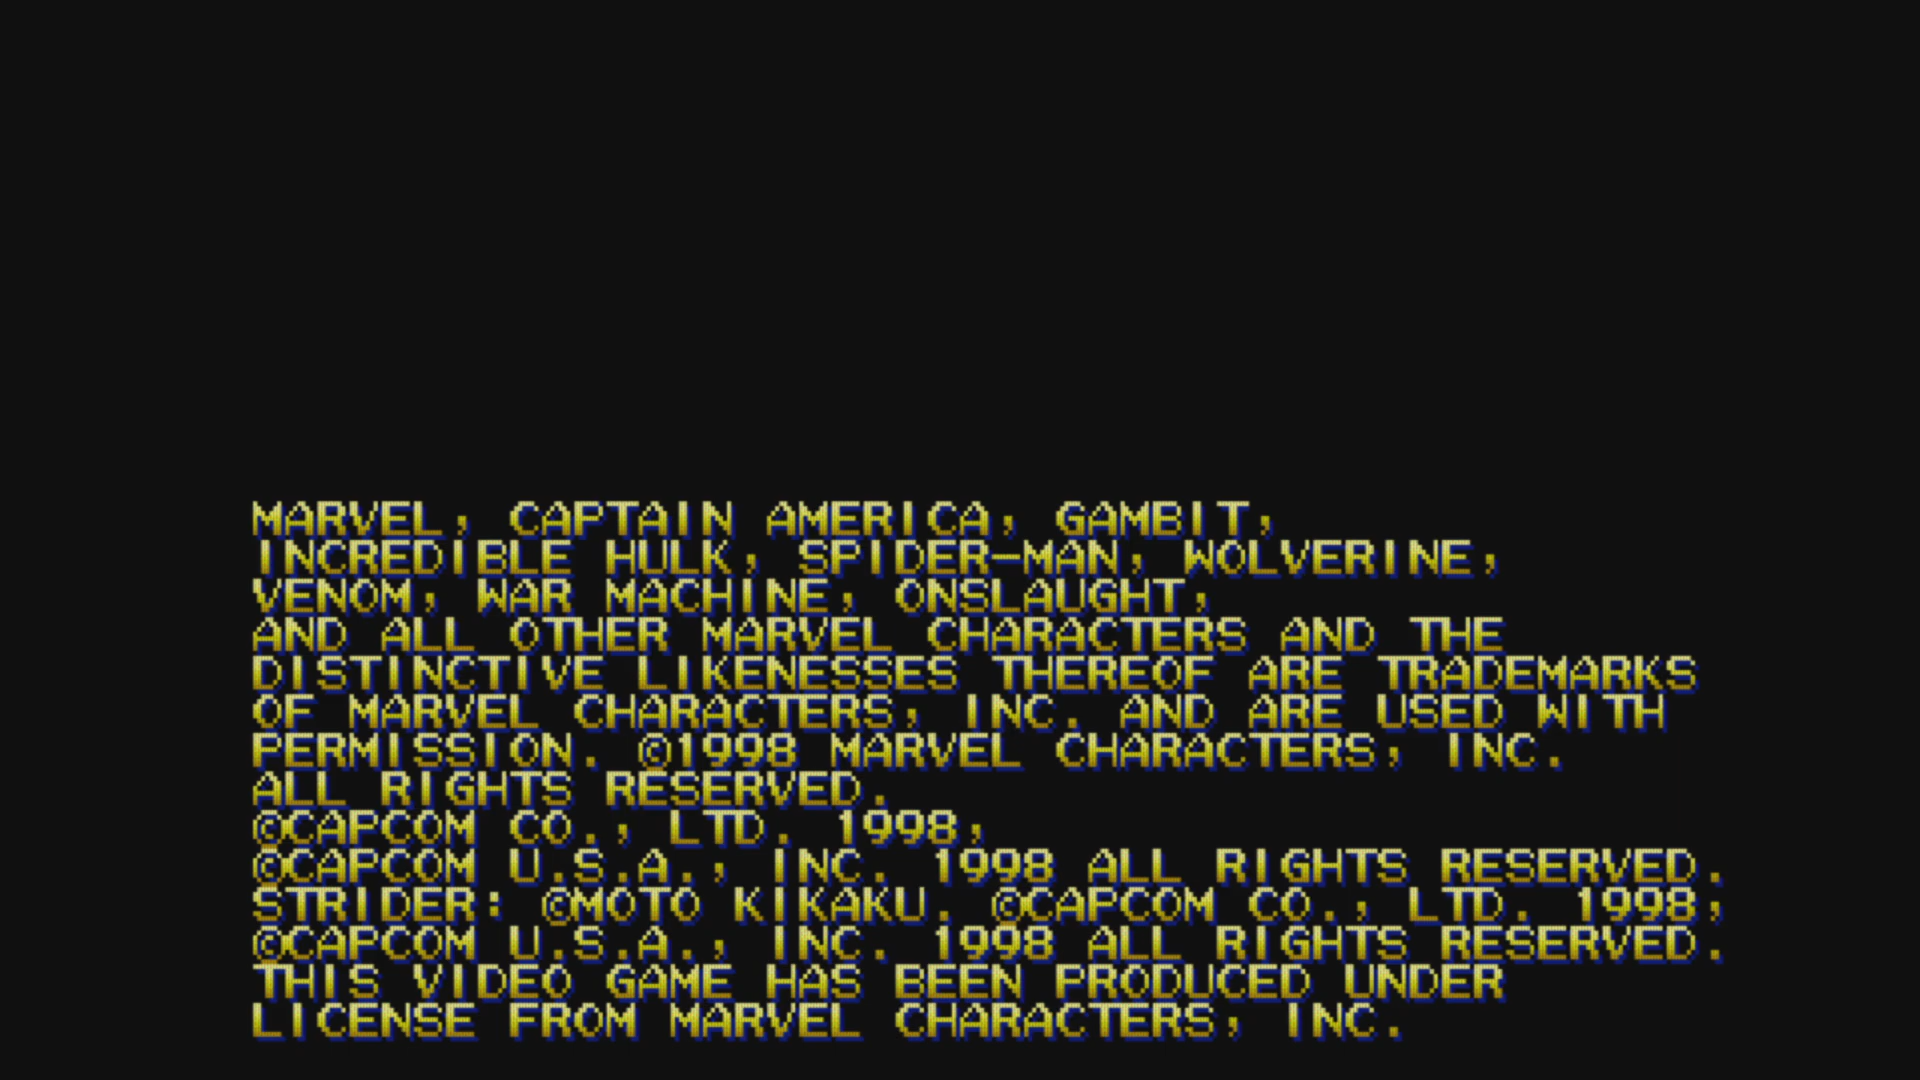 MARVEL, CAPTAIN AMERICA, GAMBIT,
INCREDIBLE HULK, SPIDER-MAN, WOLVERINE,
VENOM, WAR MACHINE, ONSLAUGHT,
AND ALL OTHER MARVEL CHARACTERS AND THE
DISTINCTIVE LIKENESSES THEREOF ARE TRADEMARKS
OF MARVEL CHARACTERS, INC. AND ARE USED WITH
PERMISSION. ©1998 MARVEL CHARACTERS, INC.
ALL RIGHTS RESERVED.
©CAPCOM CO., LTD. 1998,
©CAPCOM U.S.A., INC. 1998 ALL RIGHTS RESERVED.
STRIDER: ©MOTO KIKAKU. ©CAPCOM CO., LTD. 1998,
©CAPCOM U.S.A., INC. 1998 ALL RIGHTS RESERVED.
THIS VIDEO GAME HAS BEEN PRODUCED UNDER
LICENSE FROM MARVEL CHARACTERS, INC.